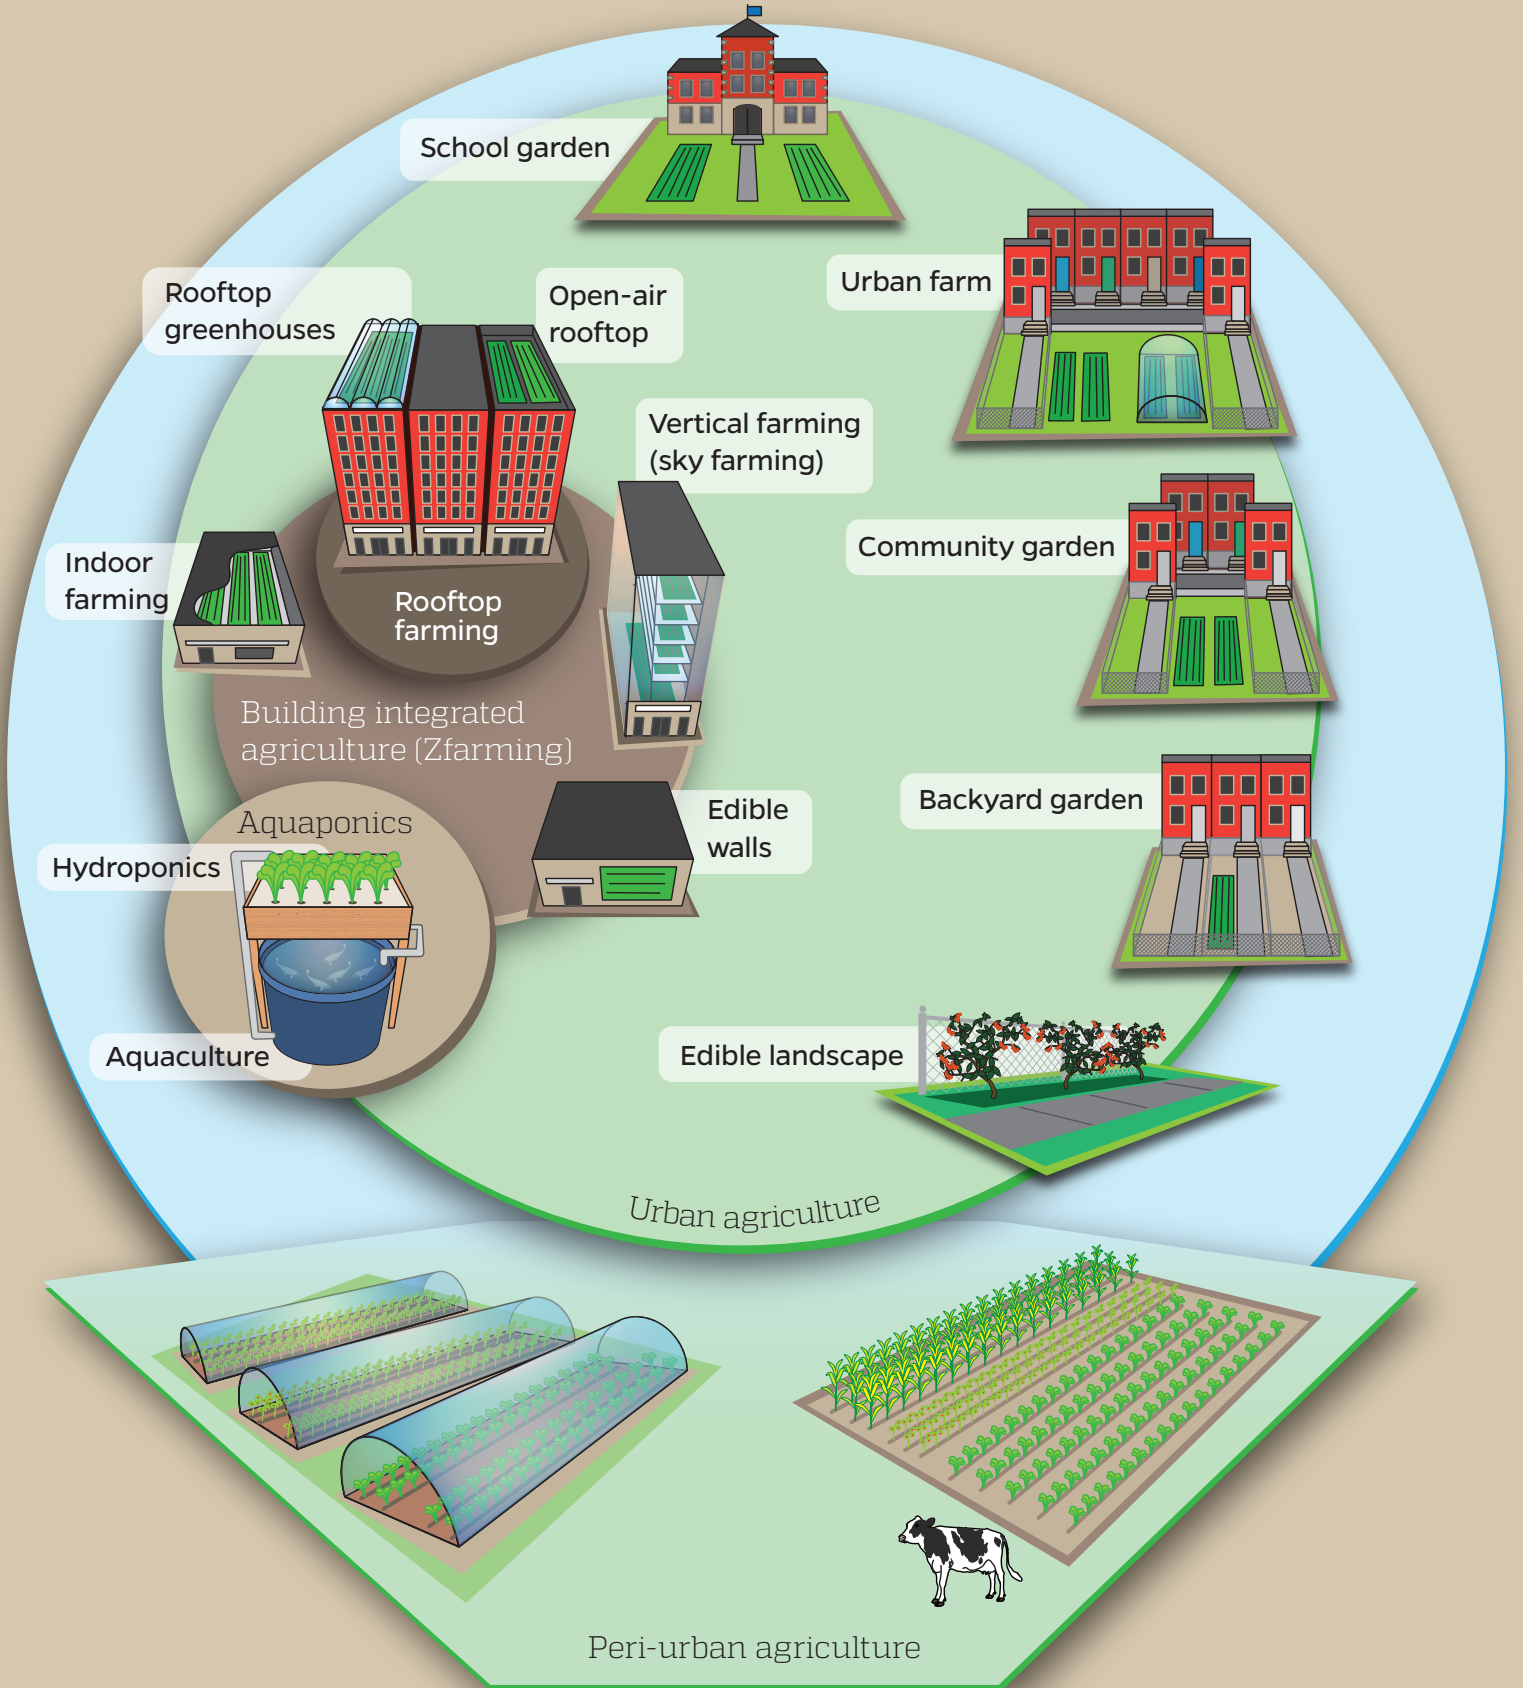 School garden
Urban farm
Rooftop
greenhouses
Open-air
rooftop
Vertical farming
(sky farming)
Community garden
Indoor
farming
Rooftop
farming
Building integrated
agriculture (Zfarming)
Backyard garden
Edible
walls
Aquaponics
Hydroponics
Aquaculture
Edible landscape
Urban agriculture
Peri-urban agriculture